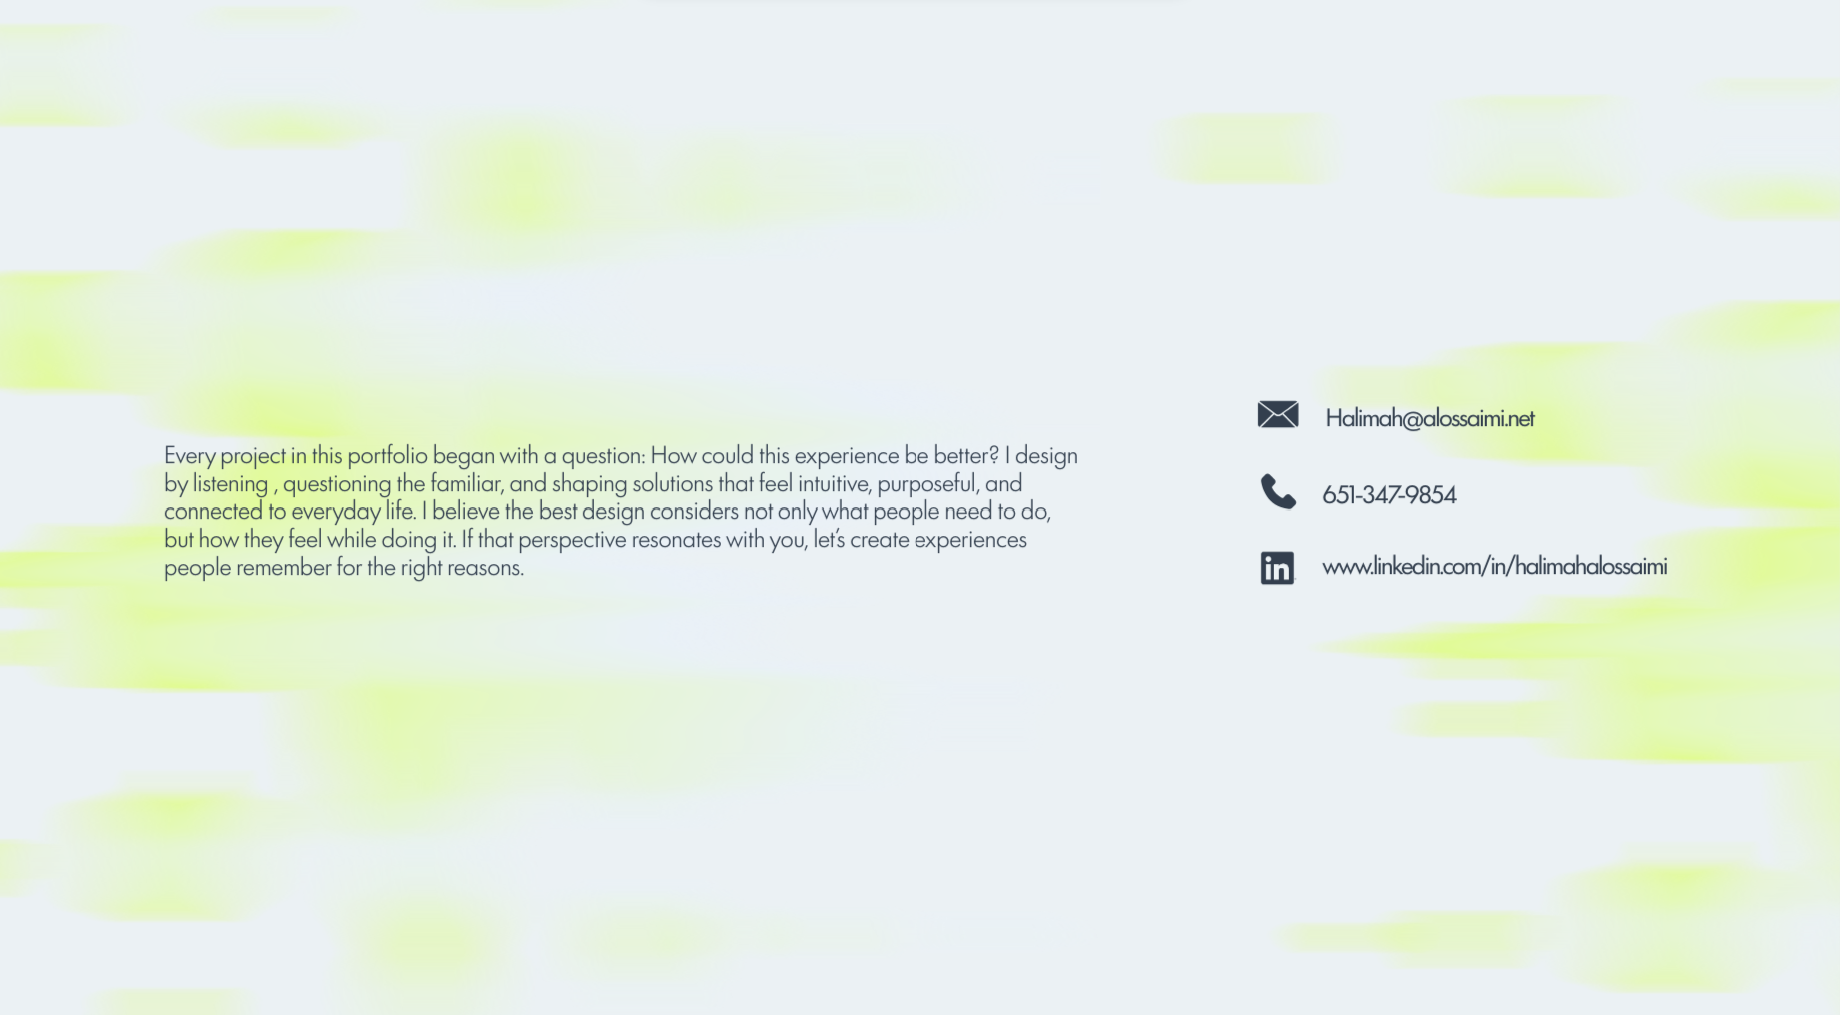 Every project in this portfolio began with a question: How could this experience be better? I design
by listening , questioning the familiar, and shaping solutions that feel intuitive, purposeful, and
connected to everyday life. I believe the best design considers not only what people need to do,
but how they feel while doing it. If that perspective resonates with you, let's create experiences
people remember for the right reasons.
Halimah@alossaimi.net
651-347-9854
in
www.linkedin.com/in/halimahalossaimi